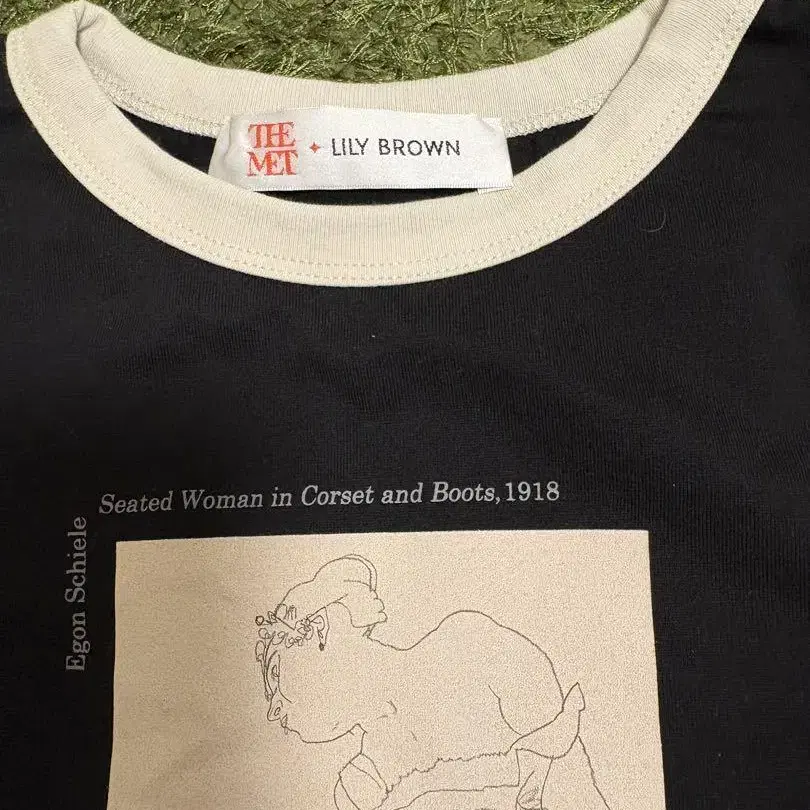 THE
MET
LILY BROWN
Seated Woman in Corset and Boots, 1918
Egon Schiele